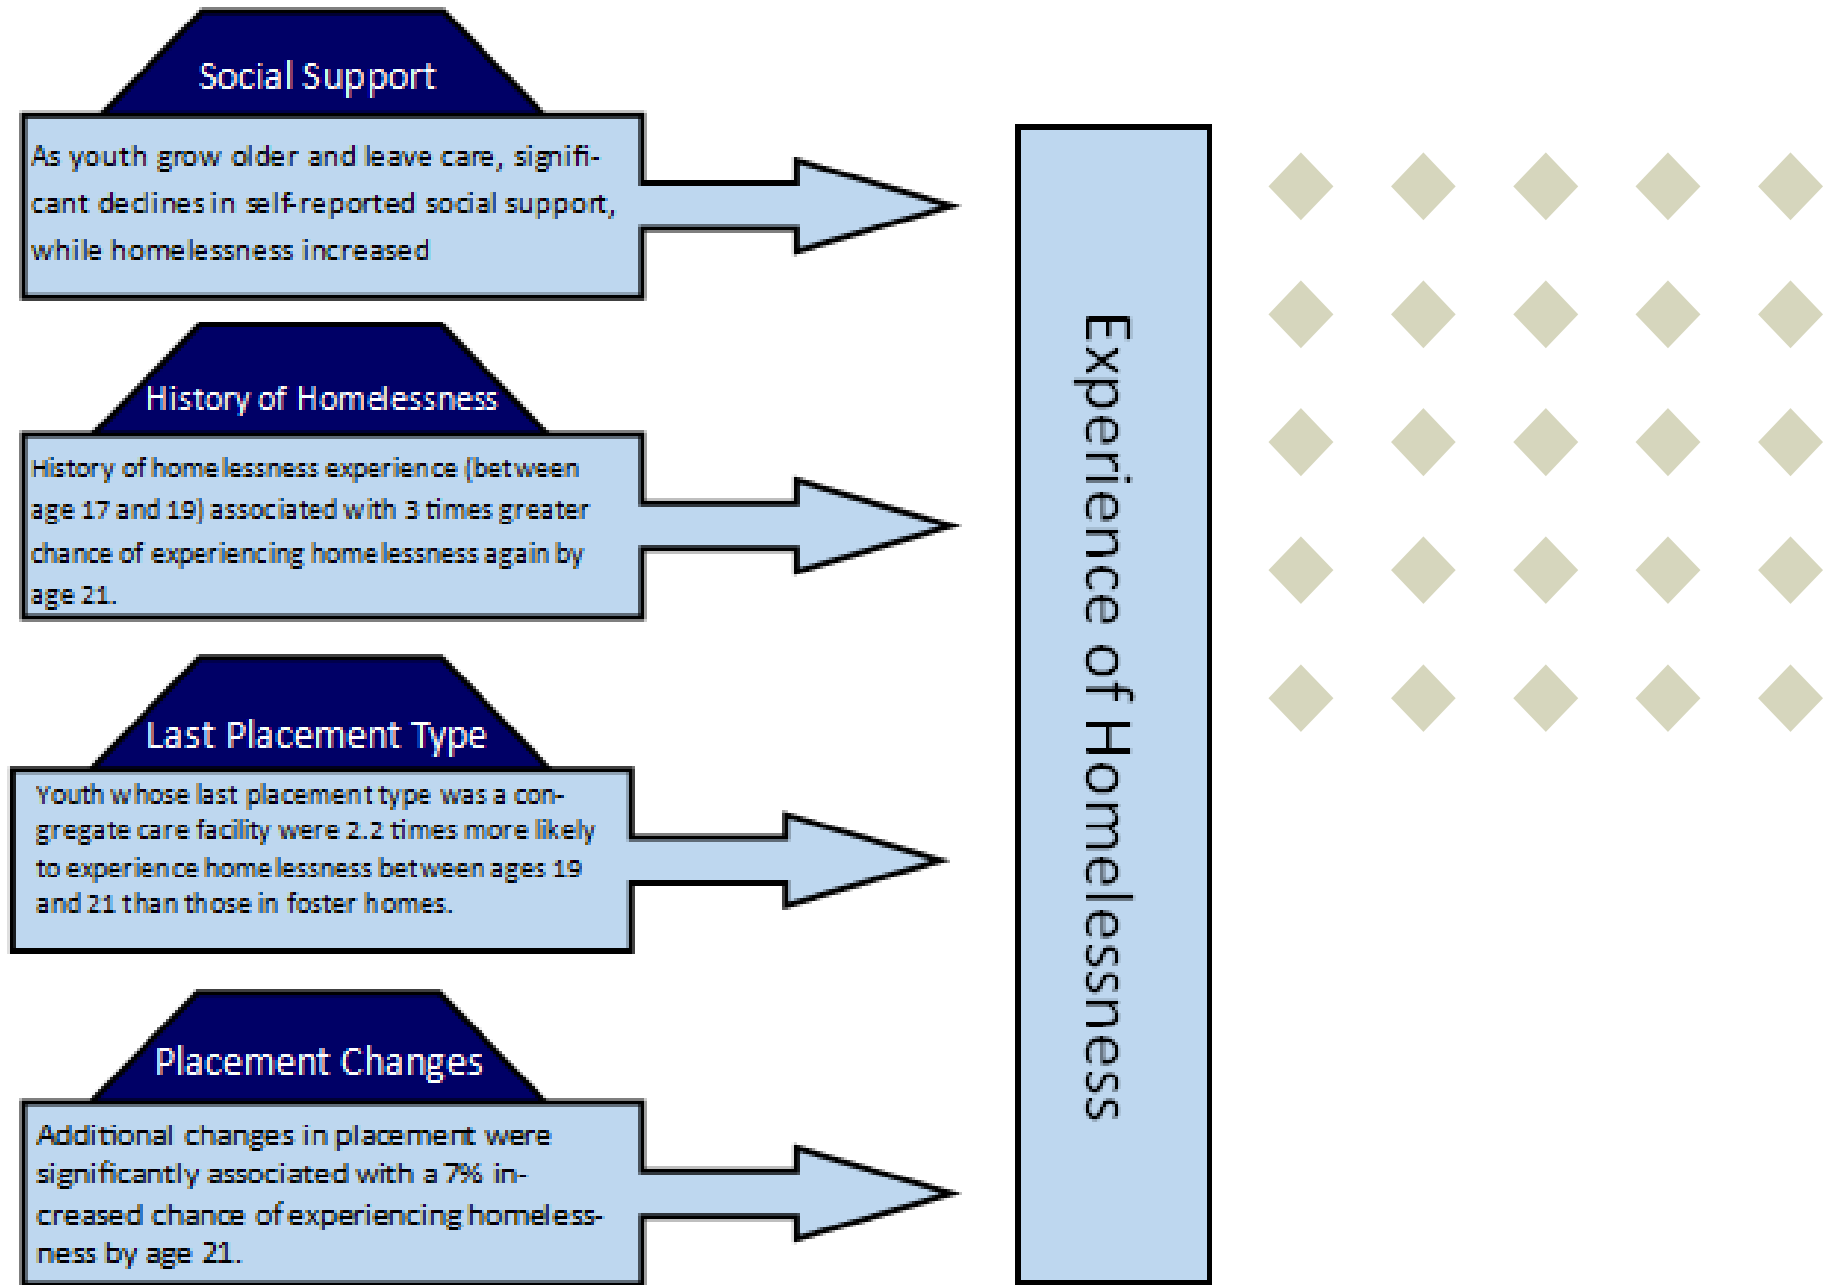 Social Support
As youth grow older and leave care, signifi-
cant declines in self-reported social support,
while homelessness increased
History of Homelessness
History of homelessness experience (between
age 17 and 19) associated with 3 times greater
chance of experiencing homelessness again by
age 21.
Last Placement Type
Youth whose last placement type was a con-
gregate care facility were 2.2 times more likely
to experience homelessness between ages 19
and 21 than those in foster homes.
Placement Changes
Additional changes in placement were
significantly associated with a 7% in-
creased chance of experiencing homeless-
ness by age 21.
Experience of Homelessness